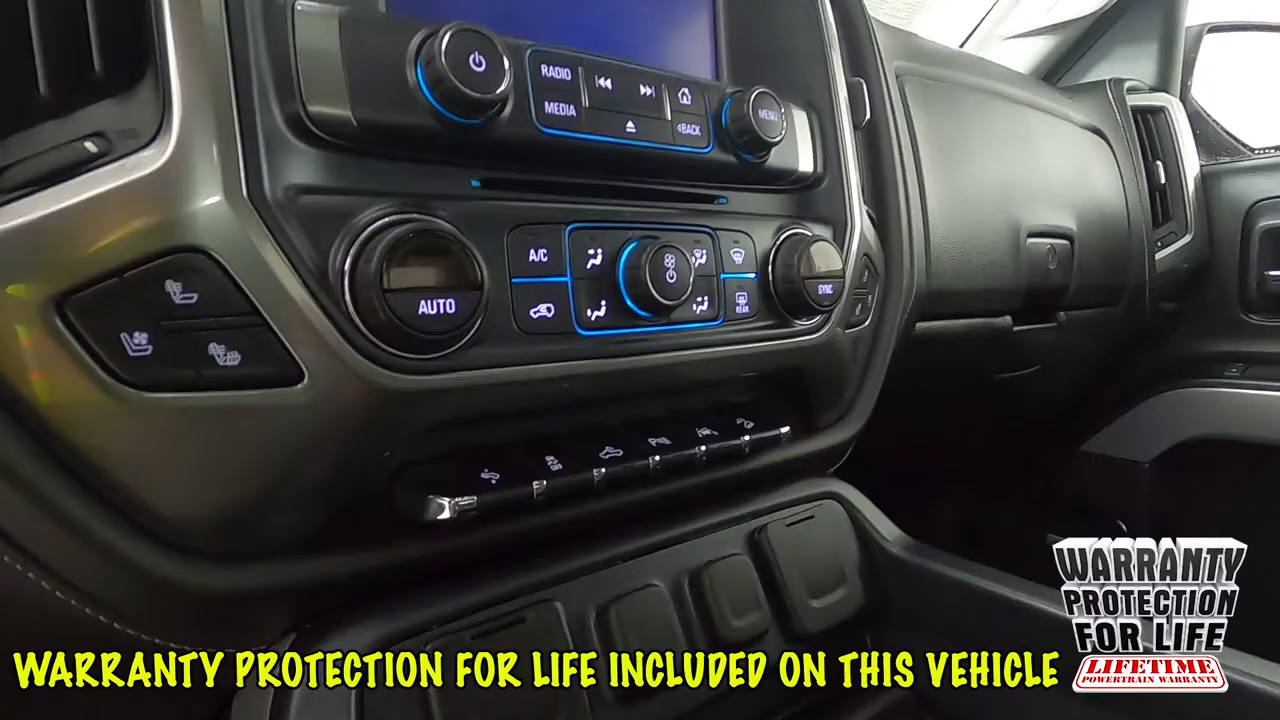 RADIO
MEDIA
BACK
MENU
A/C
AUTO
SYNC
REAR
WARRANTY
PROTECTION
FOR LIFE
LIFETIME
POWERTRAIN WARRANTY
WARRANTY PROTECTION FOR LIFE INCLUDED ON THIS VEHICLE